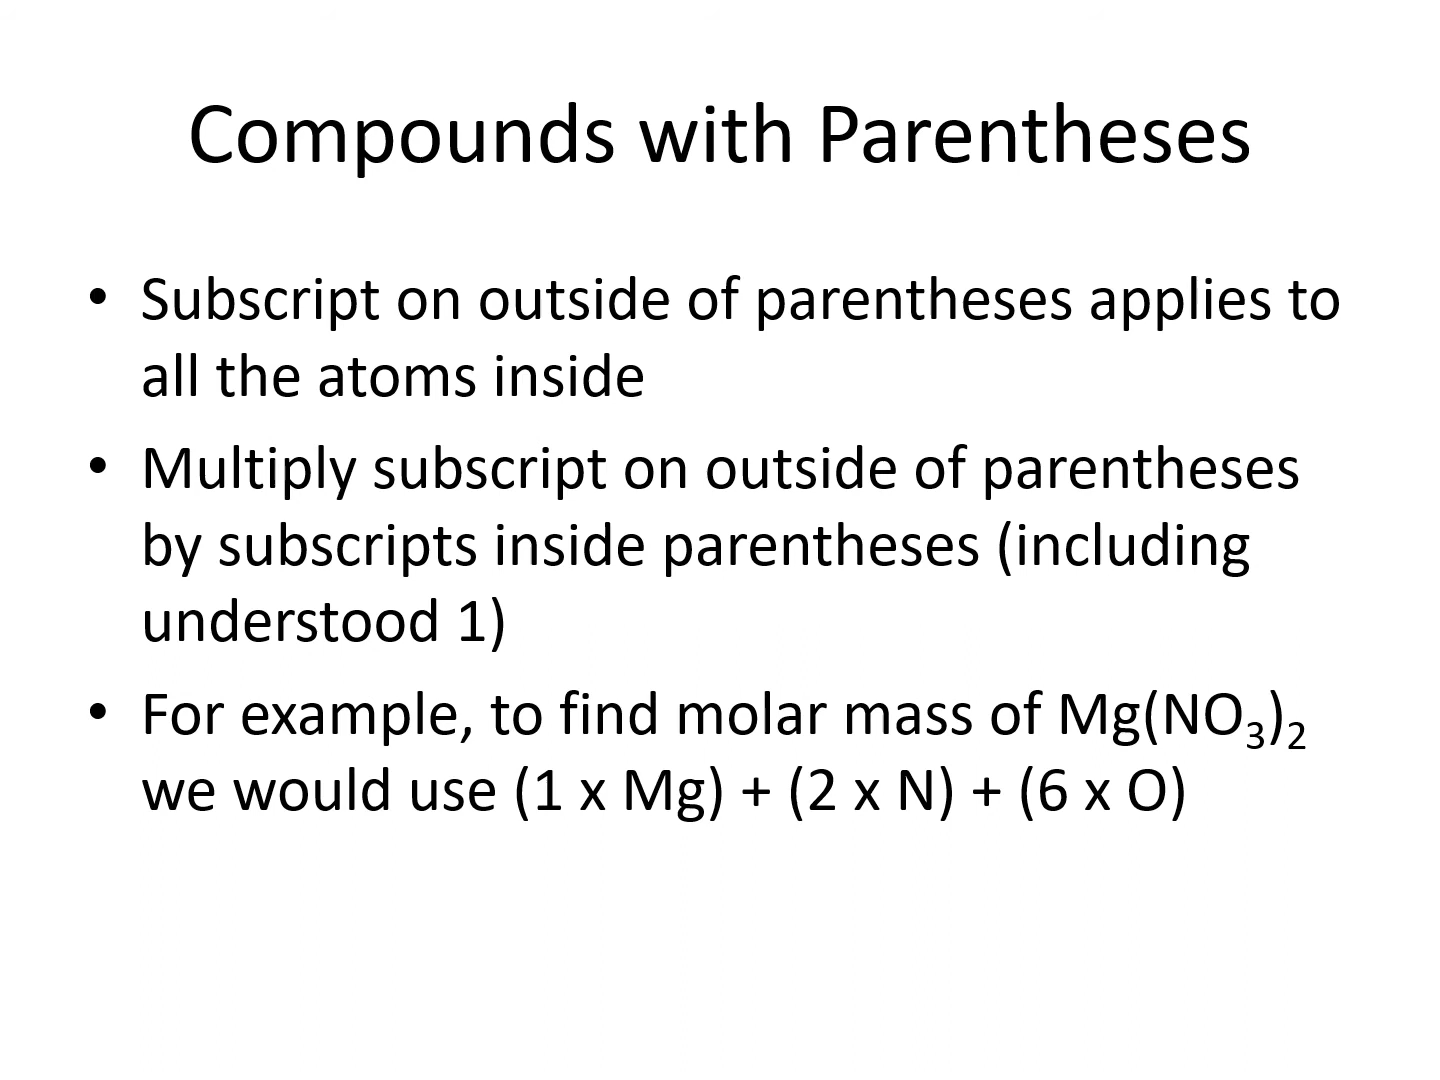 Compounds with Parentheses
• Subscript on outside of parentheses applies to
all the atoms inside
• Multiply subscript on outside of parentheses
by subscripts inside parentheses (including
understood 1)
• For example, to find molar mass of Mg(NO₃)₂
we would use (1 x Mg) + (2 x N) + (6 x O)